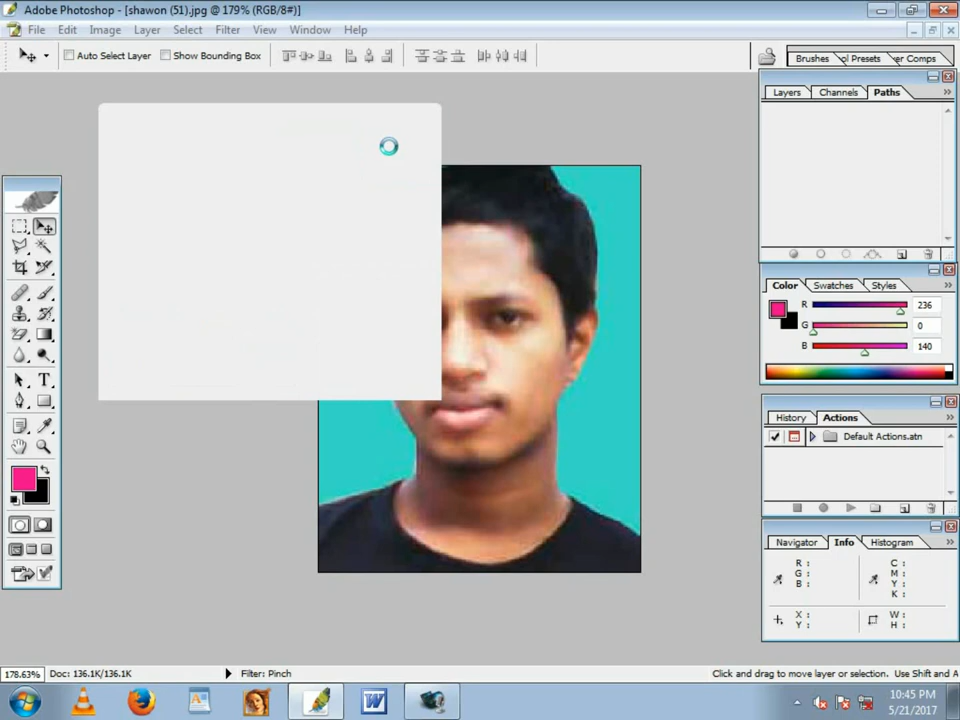 Adobe Photoshop - [shawon (51).jpg @ 179% (RGB/8#)]
File Edit Image Layer Select Filter View Window Help
Auto Select Layer Show Bounding Box
Brushes ol Presets er Comps
Layers Channels Paths
Color Swatches Styles
R 236
G 0
B 140
History Actions
Default Actions.atn
Navigator Info Histogram
R : C :
G : M :
B : Y :
K :
X : W :
Y : H :
178.63% Doc: 136.1K/136.1K Filter: Pinch Click and drag to move layer or selection. Use Shift and A
10:45 PM
5/21/2017